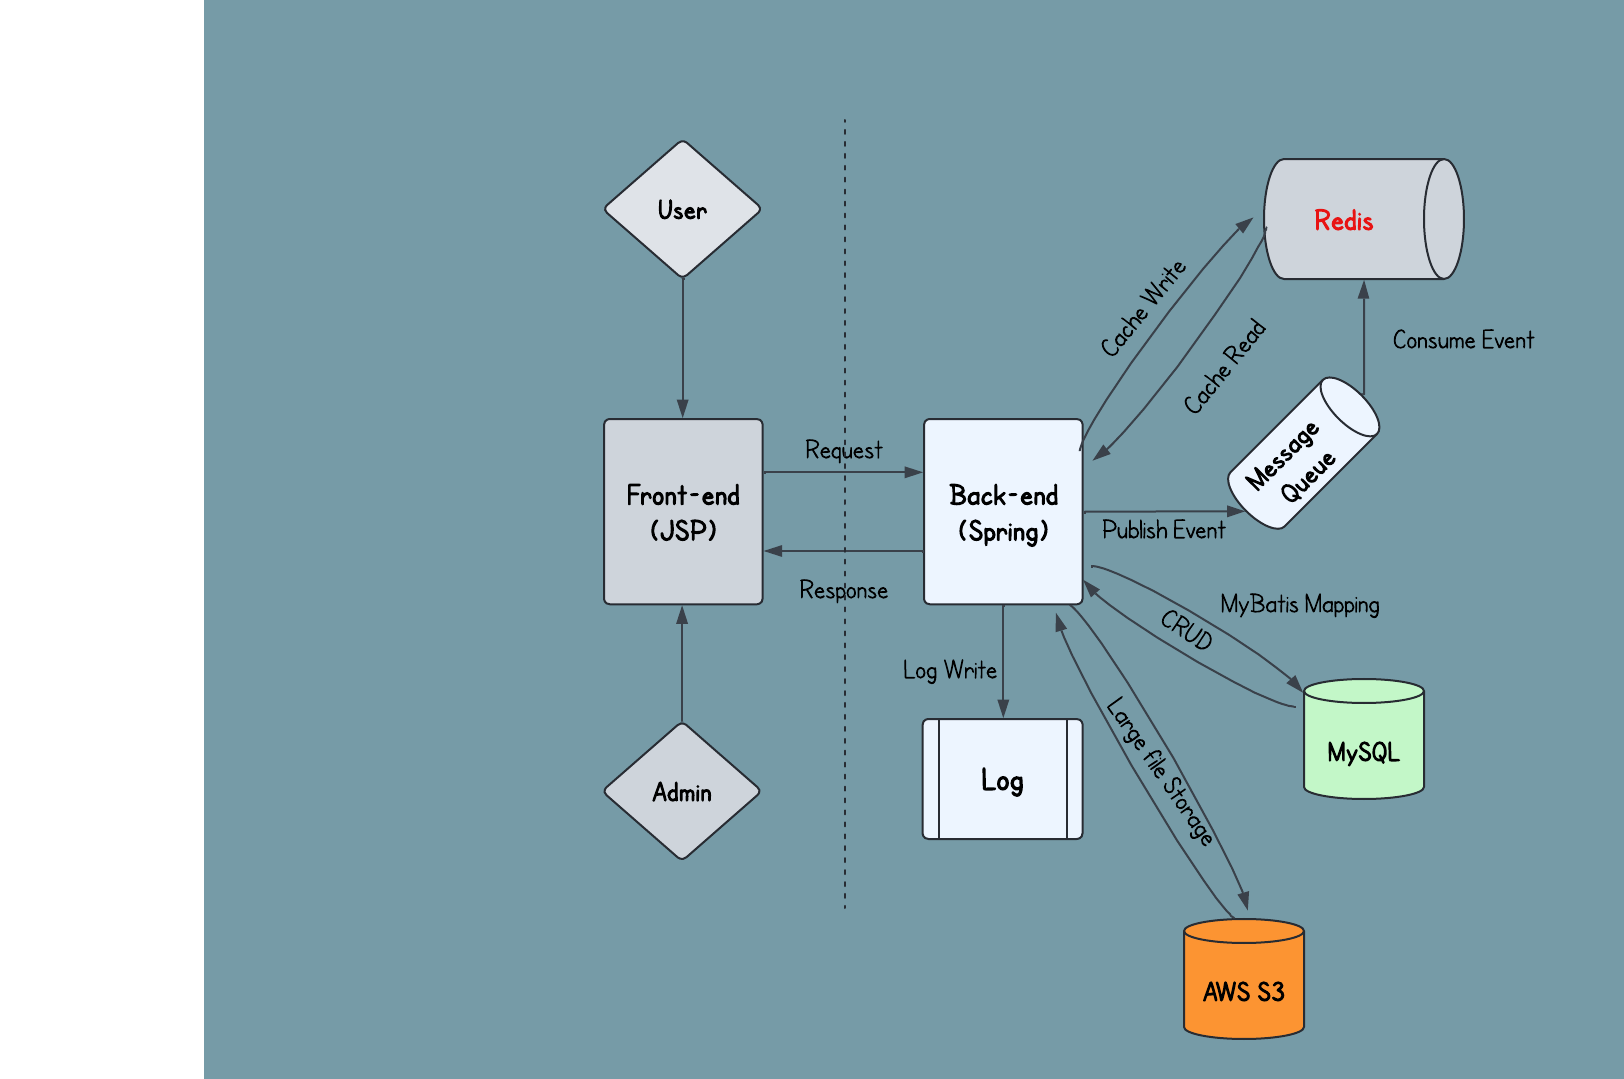 User
Redis
Cache Write
Cache Read
Consume Event
Request
Front-end
(JSP)
Back-end
(Spring)
Message
Queue
Publish Event
Response
MyBatis Mapping
CRUD
Log Write
Large file Storage
MySQL
Log
Admin
AWS S3